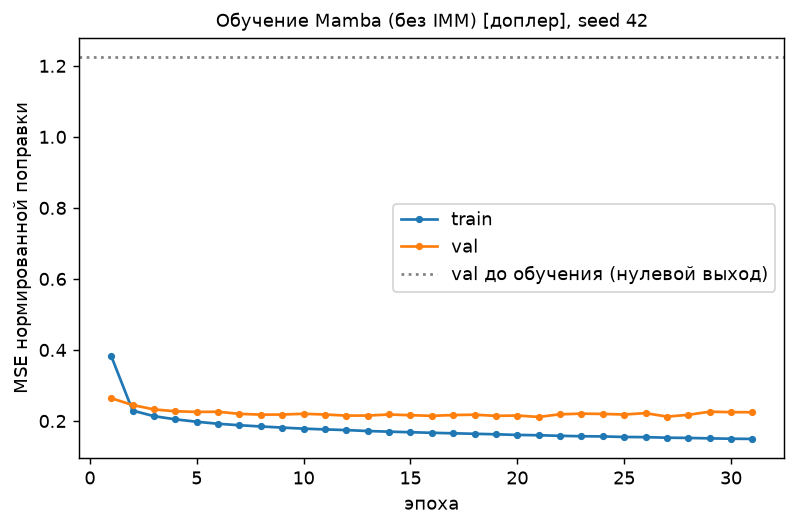 Обучение Mamba (без IMM) [доплер], seed 42
MSE нормированной поправки
1.2
1.0
0.8
0.6
0.4
0.2
train
val
val до обучения (нулевой выход)
0 5 10 15 20 25 30
эпоха